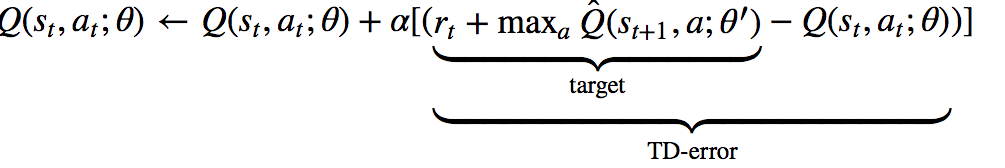 Q(s_t, a_t; θ) ← Q(s_t, a_t; θ) + α[(r_t + max_a Q̂(s_{t+1}, a; θ′) − Q(s_t, a_t; θ))]
target
TD-error